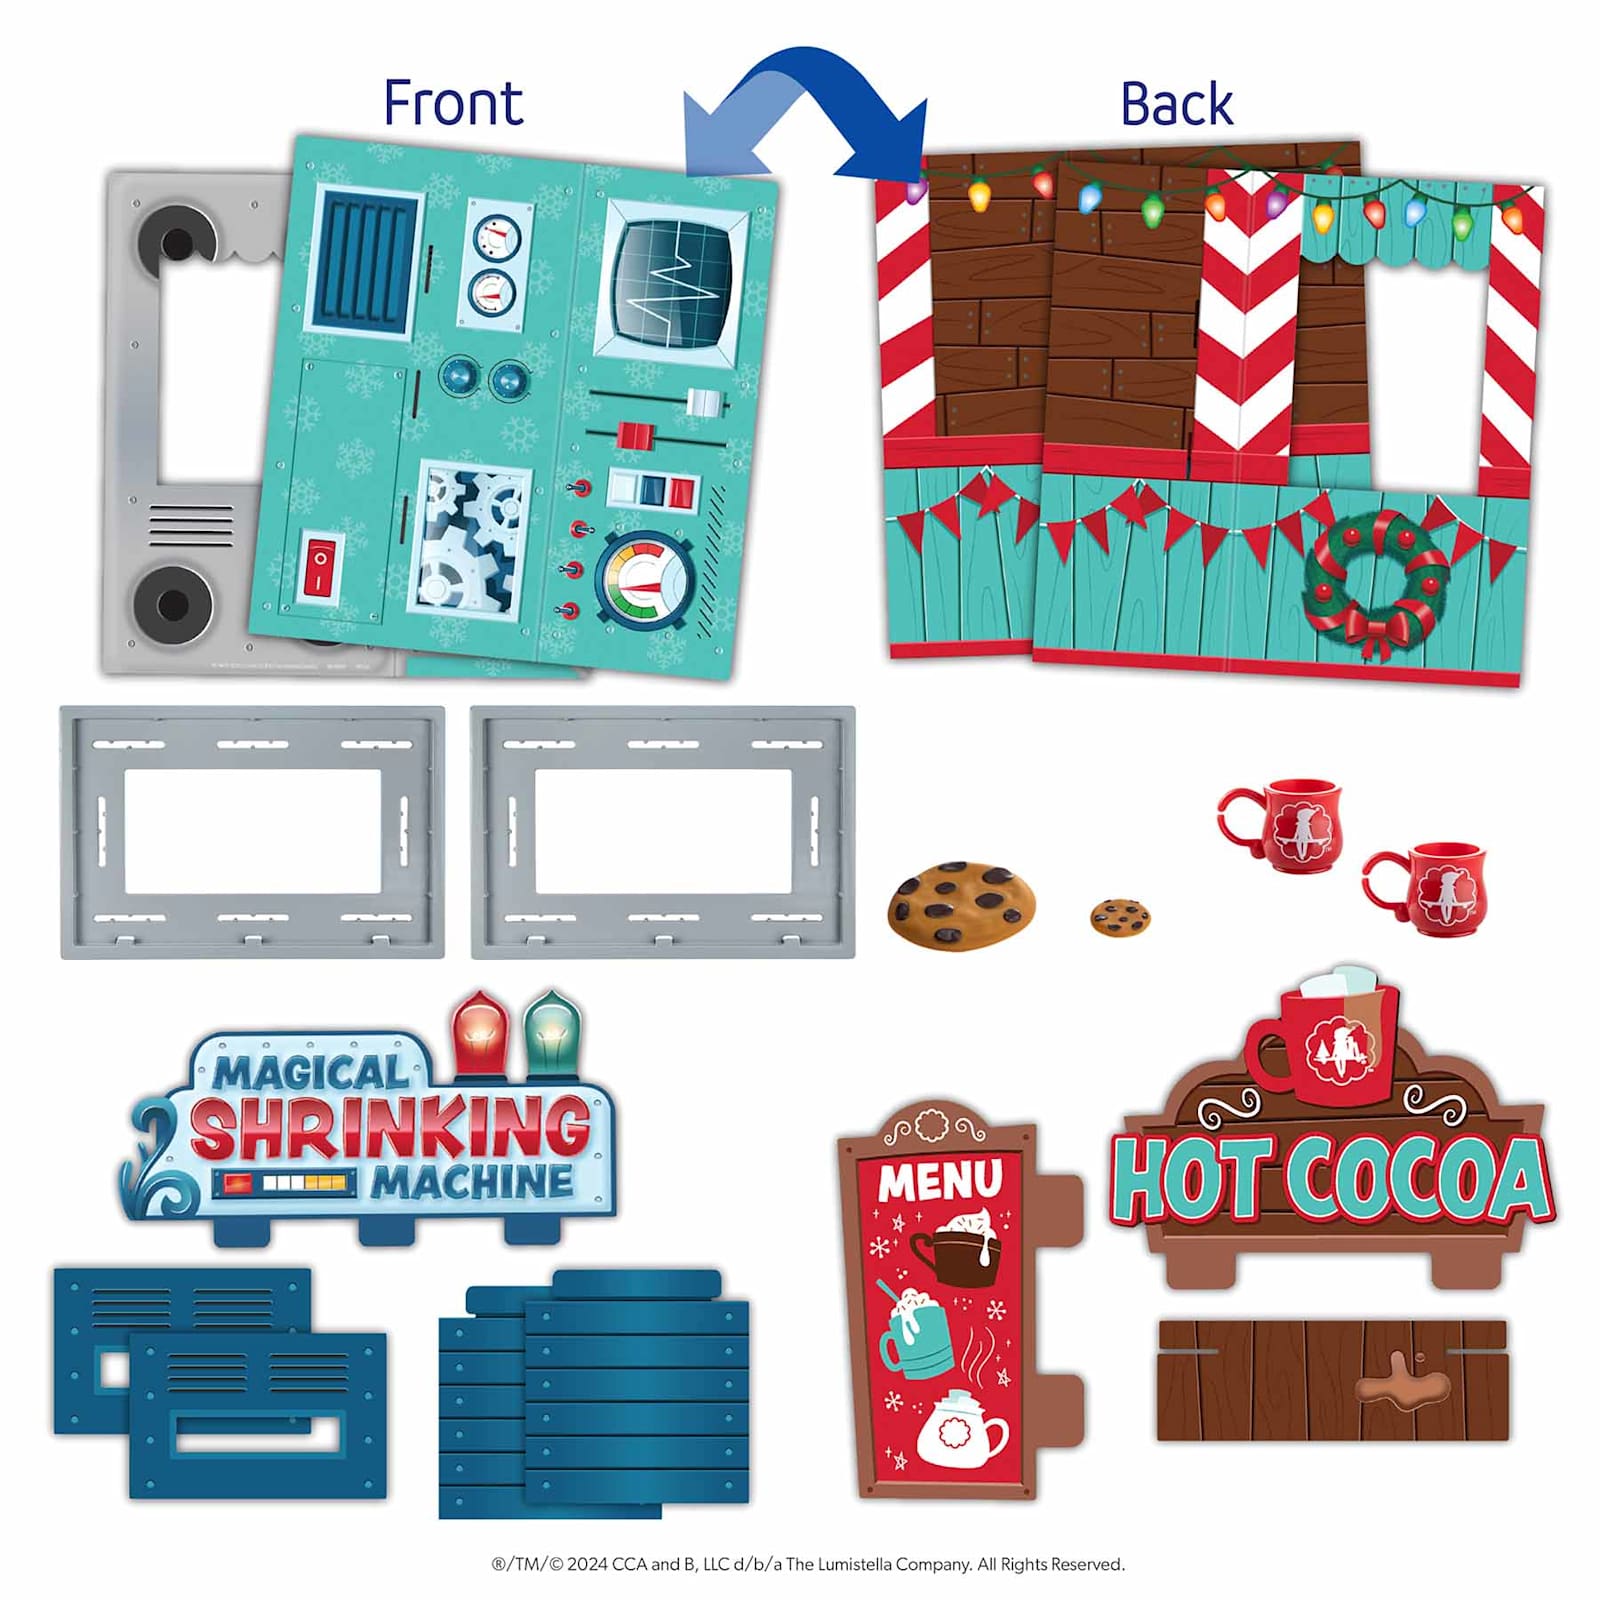 Front
Back
MAGICAL
SHRINKING
MACHINE
MENU
HOT COCOA
®/TM/© 2024 CCA and B, LLC d/b/a The Lumistella Company. All Rights Reserved.